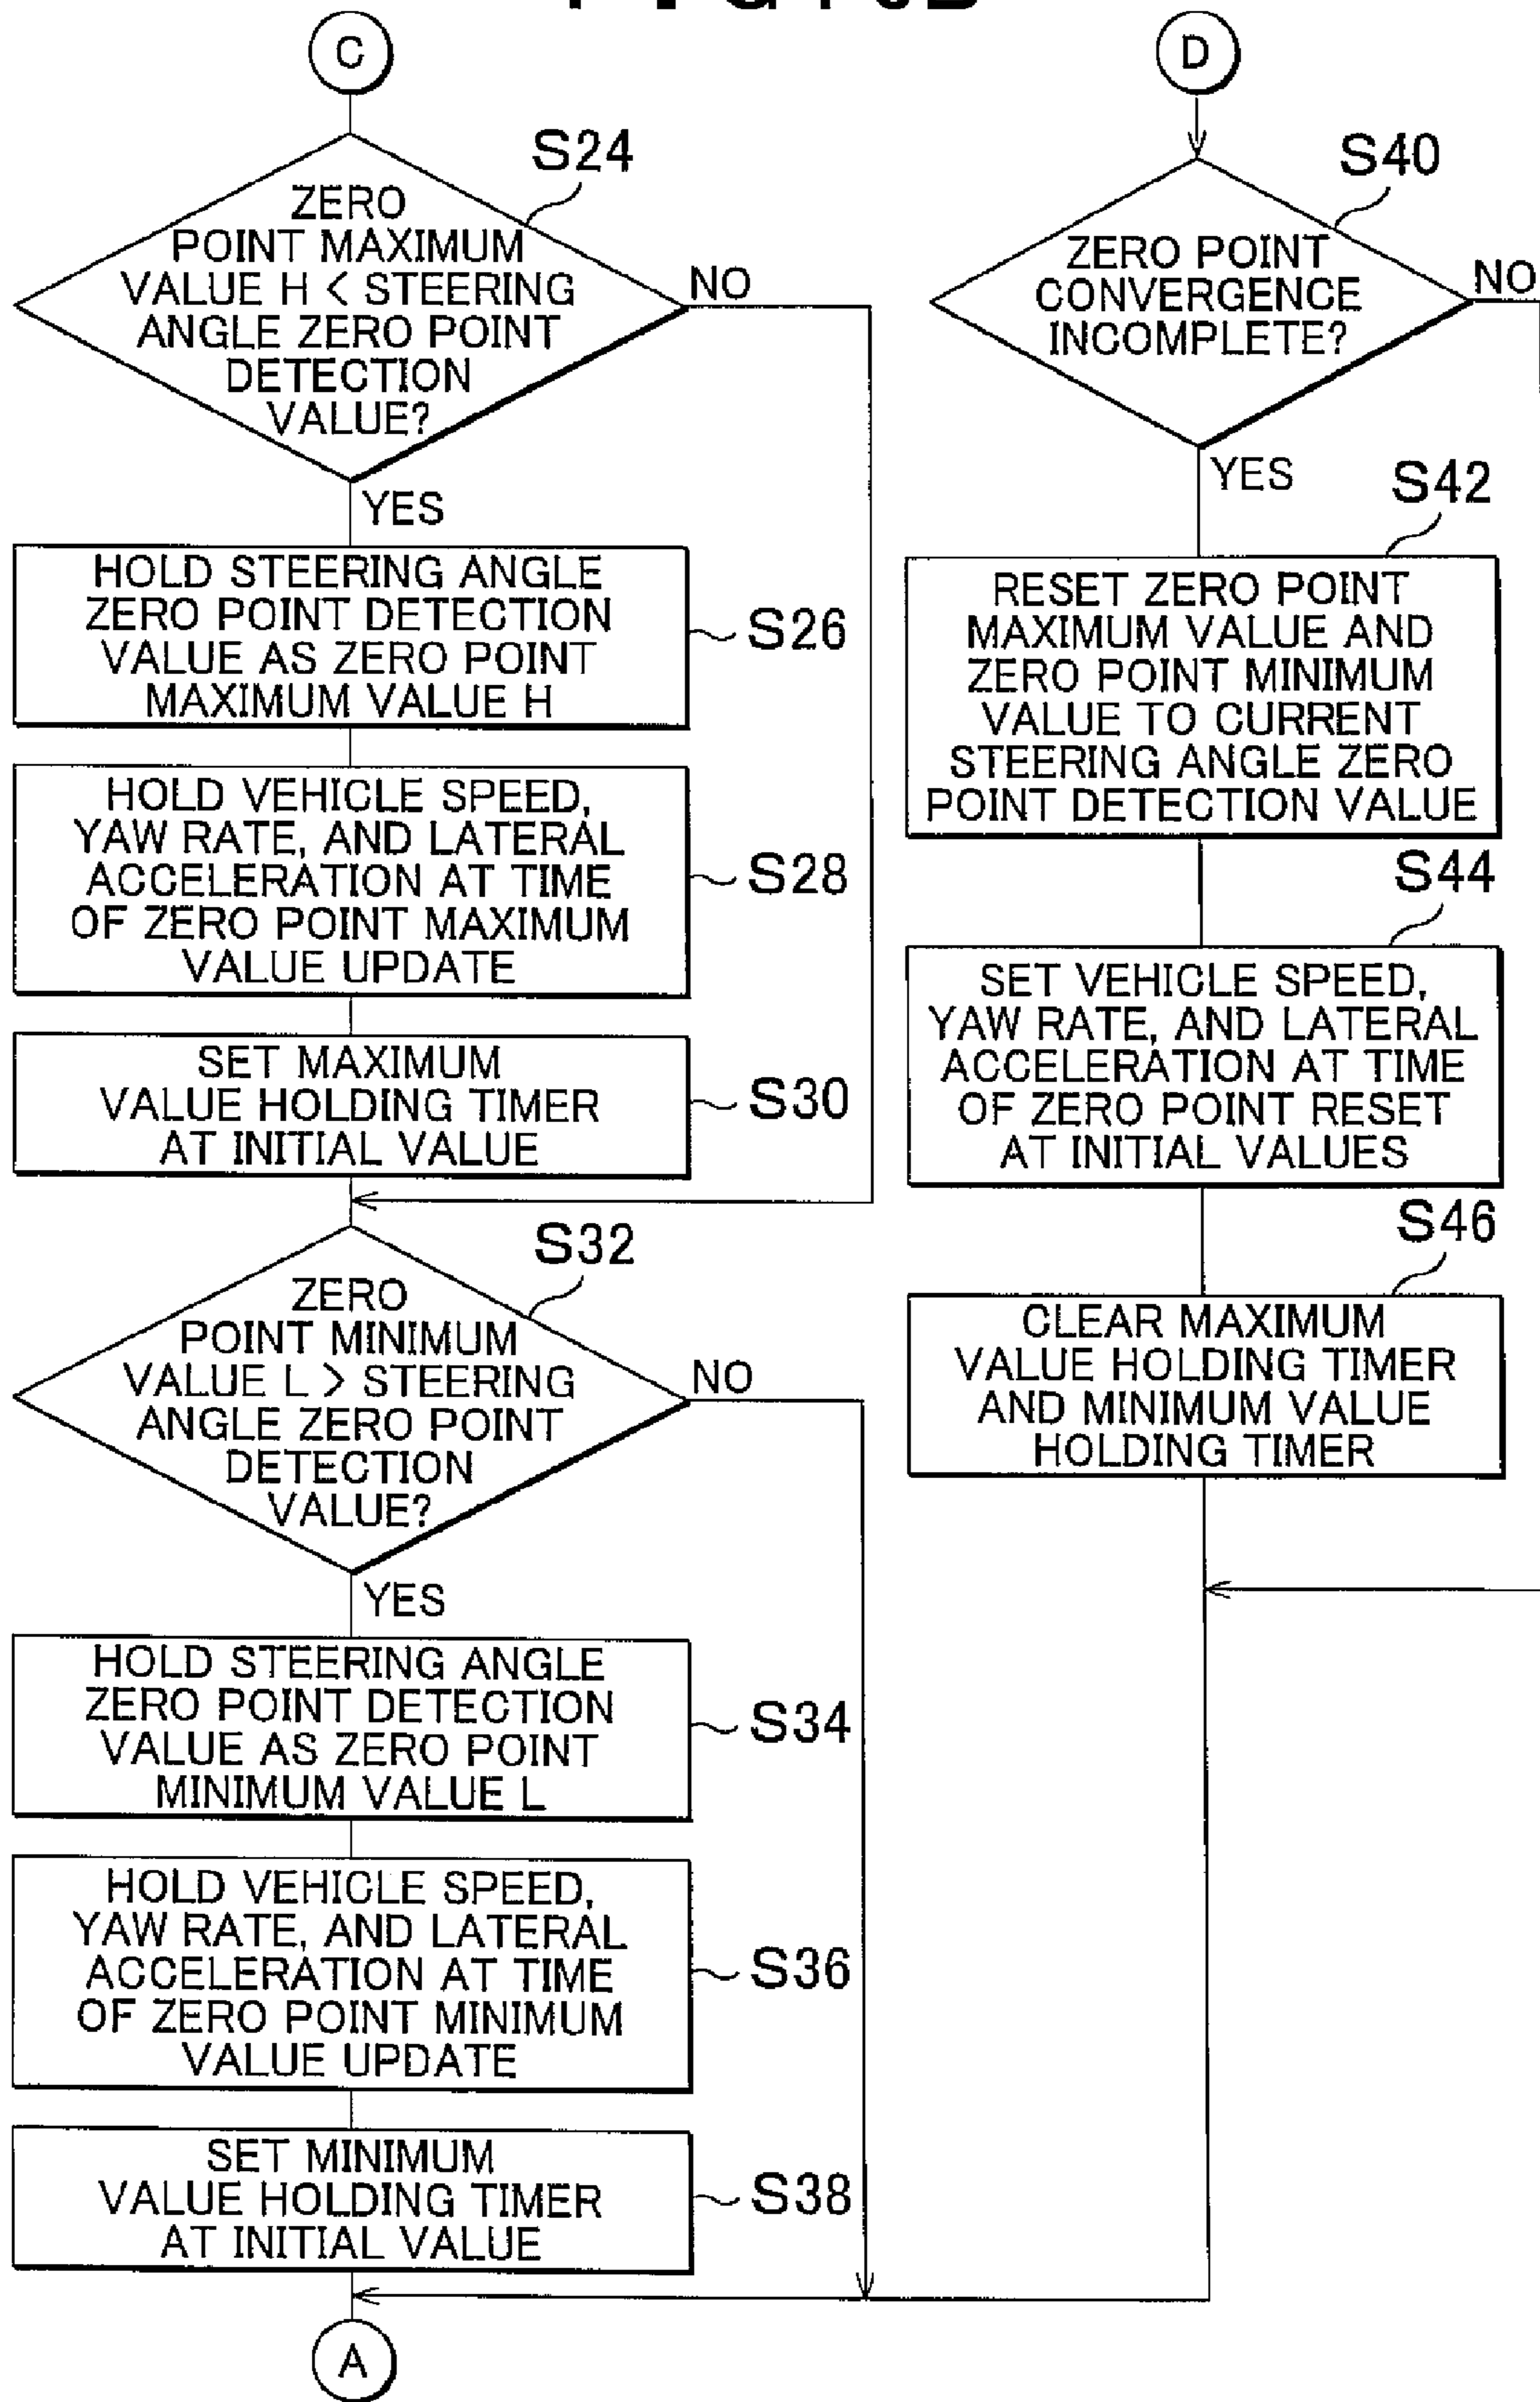 C
S24
ZERO
POINT MAXIMUM
VALUE H < STEERING
ANGLE ZERO POINT
DETECTION
VALUE?
NO
YES
HOLD STEERING ANGLE
ZERO POINT DETECTION
VALUE AS ZERO POINT
MAXIMUM VALUE H
S26
HOLD VEHICLE SPEED,
YAW RATE, AND LATERAL
ACCELERATION AT TIME
OF ZERO POINT MAXIMUM
VALUE UPDATE
S28
SET MAXIMUM
VALUE HOLDING TIMER
AT INITIAL VALUE
S30
S32
ZERO
POINT MINIMUM
VALUE L > STEERING
ANGLE ZERO POINT
DETECTION
VALUE?
NO
YES
HOLD STEERING ANGLE
ZERO POINT DETECTION
VALUE AS ZERO POINT
MINIMUM VALUE L
S34
HOLD VEHICLE SPEED,
YAW RATE, AND LATERAL
ACCELERATION AT TIME
OF ZERO POINT MINIMUM
VALUE UPDATE
S36
SET MINIMUM
VALUE HOLDING TIMER
AT INITIAL VALUE
S38
A
D
S40
ZERO POINT
CONVERGENCE
INCOMPLETE?
NO
YES
S42
RESET ZERO POINT
MAXIMUM VALUE AND
ZERO POINT MINIMUM
VALUE TO CURRENT
STEERING ANGLE ZERO
POINT DETECTION VALUE
S44
SET VEHICLE SPEED,
YAW RATE, AND LATERAL
ACCELERATION AT TIME
OF ZERO POINT RESET
AT INITIAL VALUES
S46
CLEAR MAXIMUM
VALUE HOLDING TIMER
AND MINIMUM VALUE
HOLDING TIMER